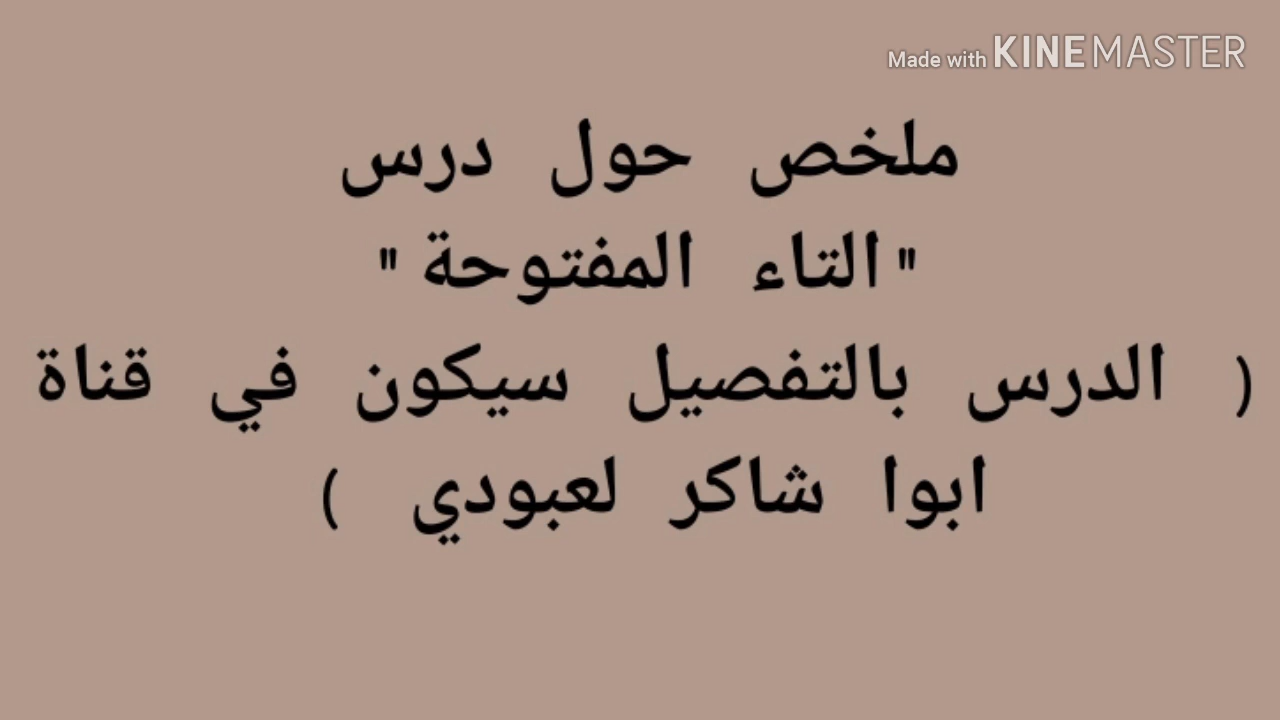 Made with KINEMASTER
ملخص حول درس
"التاء المفتوحة"
( الدرس بالتفصيل سيكون في قناة
ابوا شاكر لعبودي )